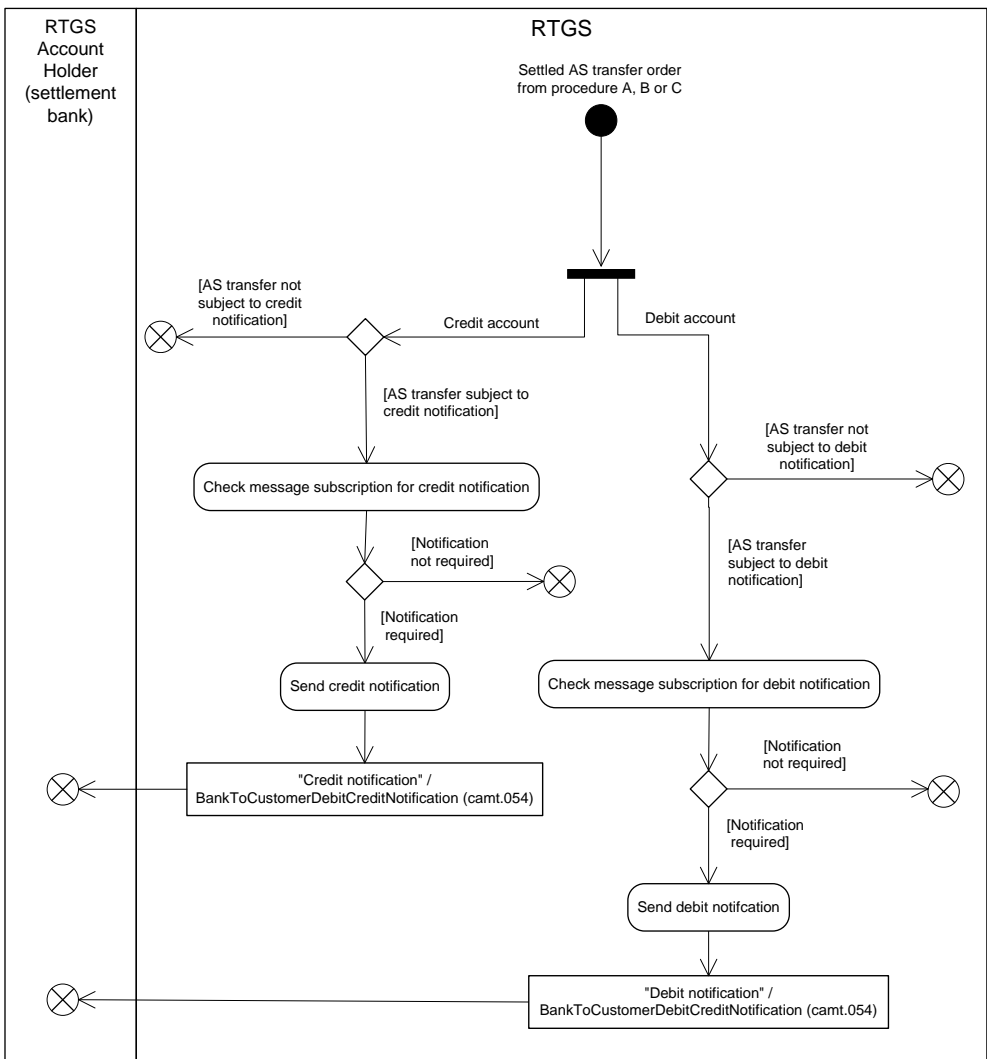 RTGS
Account
Holder
(settlement
bank)
RTGS
Settled AS transfer order
from procedure A, B or C
[AS transfer not
subject to credit
notification]
Credit account
Debit account
[AS transfer subject to
credit notification]
[AS transfer not
subject to debit
notification]
Check message subscription for credit notification
[Notification
not required]
[AS transfer
subject to debit
notification]
[Notification
required]
Send credit notification
Check message subscription for debit notification
"Credit notification" /
BankToCustomerDebitCreditNotification (camt.054)
[Notification
not required]
[Notification
required]
Send debit notifcation
"Debit notification" /
BankToCustomerDebitCreditNotification (camt.054)